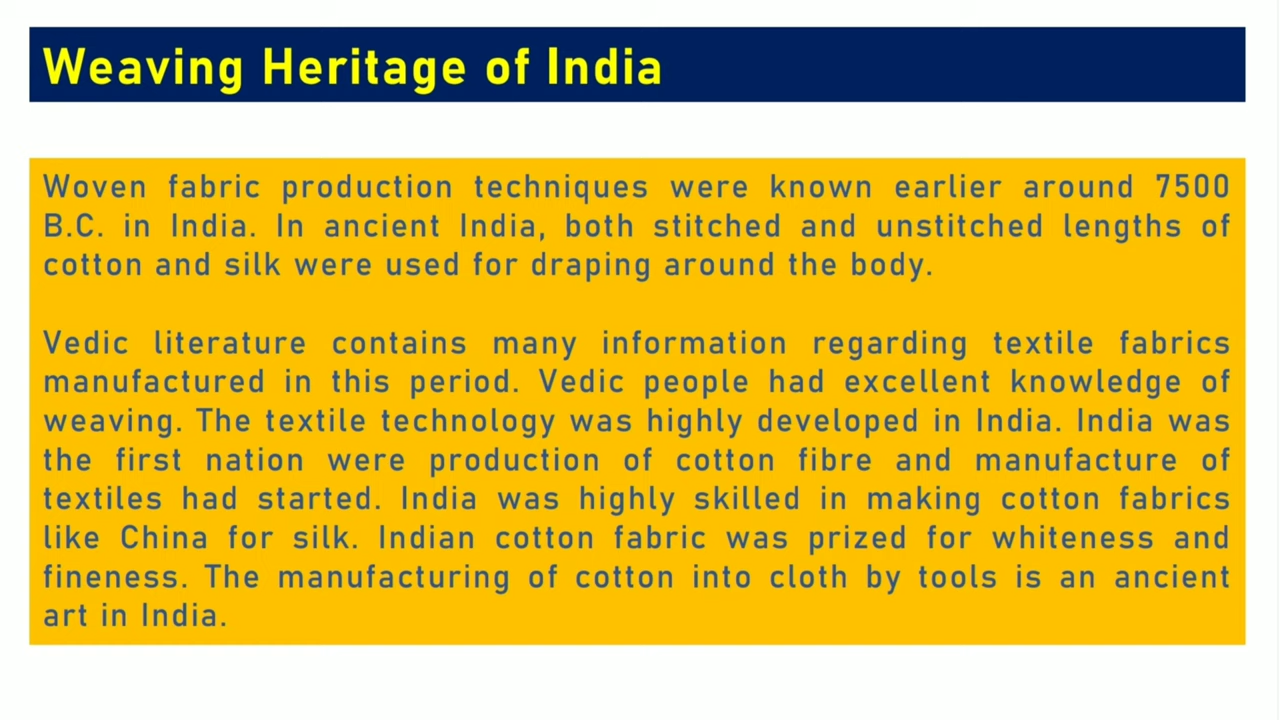 Weaving Heritage of India
Woven fabric production techniques were known earlier around 7500
B.C. in India. In ancient India, both stitched and unstitched lengths of
cotton and silk were used for draping around the body.
Vedic literature contains many information regarding textile fabrics
manufactured in this period. Vedic people had excellent knowledge of
weaving. The textile technology was highly developed in India. India was
the first nation were production of cotton fibre and manufacture of
textiles had started. India was highly skilled in making cotton fabrics
like China for silk. Indian cotton fabric was prized for whiteness and
fineness. The manufacturing of cotton into cloth by tools is an ancient
art in India.